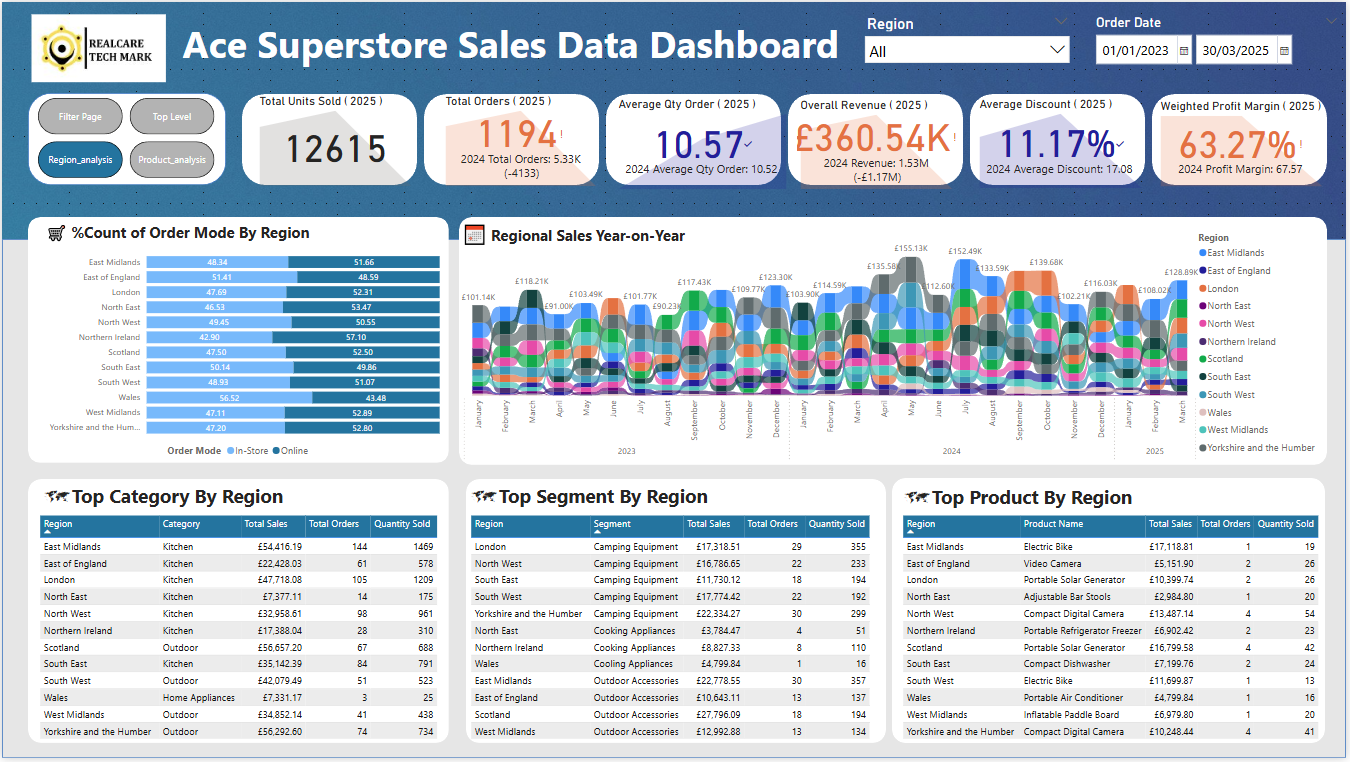 REALCARE
TECH MARK
Ace Superstore Sales Data Dashboard
Region
All
Order Date
01/01/2023 30/03/2025
Filter Page
Top Level
Region_analysis
Product_analysis
Total Units Sold ( 2025 )
12615
Total Orders ( 2025 )
1194!
2024 Total Orders: 5.33K
(-4133)
Average Qty Order ( 2025 )
10.57
2024 Average Qty Order: 10.52
Overall Revenue ( 2025 )
£360.54K!
2024 Revenue: 1.53M
(-£1.17M)
Average Discount ( 2025 )
11.17%
2024 Average Discount: 17.08
Weighted Profit Margin ( 2025 )
63.27%!
2024 Profit Margin: 67.57
%Count of Order Mode By Region
East Midlands 48.34 51.66
East of England 51.41 48.59
London 47.69 52.31
North East 46.53 53.47
North West 49.45 50.55
Northern Ireland 42.90 57.10
Scotland 47.50 52.50
South East 50.14 49.86
South West 48.93 51.07
Wales 56.52 43.48
West Midlands 47.11 52.89
Yorkshire and the Hum... 47.20 52.80
Order Mode In-Store Online
Regional Sales Year-on-Year
£101.14K £118.21K £91.00K £103.49K £101.77K £90.23K £117.43K £109.77K £123.30K £103.90K £114.59K £135.58K £155.13K £112.60K £152.49K £133.59K £139.68K £102.21K £116.03K £108.02K £128.89K
January February March April May June July August September October November December January February March April May June July August September October November December January February March
2023 2024 2025
Region
East Midlands
East of England
London
North East
North West
Northern Ireland
Scotland
South East
South West
Wales
West Midlands
Yorkshire and the Humber
Top Category By Region
Region Category Total Sales Total Orders Quantity Sold
East Midlands Kitchen £54,416.19 144 1469
East of England Kitchen £22,428.03 61 578
London Kitchen £47,718.08 105 1209
North East Kitchen £7,377.11 14 175
North West Kitchen £32,958.61 98 961
Northern Ireland Kitchen £17,388.04 28 310
Scotland Outdoor £56,657.20 67 688
South East Kitchen £35,142.39 84 791
South West Outdoor £42,079.49 51 523
Wales Home Appliances £7,331.17 3 25
West Midlands Outdoor £34,852.14 41 438
Yorkshire and the Humber Outdoor £56,292.60 74 734
Top Segment By Region
Region Segment Total Sales Total Orders Quantity Sold
London Camping Equipment £17,318.51 29 355
North West Camping Equipment £16,786.65 22 233
South East Camping Equipment £11,730.12 18 194
South West Camping Equipment £17,774.42 22 192
Yorkshire and the Humber Camping Equipment £22,334.27 30 299
North East Cooking Appliances £3,784.47 4 51
Northern Ireland Cooking Appliances £8,827.33 8 110
Wales Cooling Appliances £4,799.84 1 16
East Midlands Outdoor Accessories £22,778.55 30 357
East of England Outdoor Accessories £10,643.11 13 137
Scotland Outdoor Accessories £27,796.09 18 194
West Midlands Outdoor Accessories £12,992.88 13 134
Top Product By Region
Region Product Name Total Sales Total Orders Quantity Sold
East Midlands Electric Bike £17,118.81 1 19
East of England Video Camera £5,151.90 2 26
London Portable Solar Generator £10,399.74 2 26
North East Adjustable Bar Stools £2,984.80 1 20
North West Compact Digital Camera £13,487.14 4 54
Northern Ireland Portable Refrigerator Freezer £6,902.42 2 23
Scotland Portable Solar Generator £16,799.58 4 42
South East Compact Dishwasher £7,199.76 2 24
South West Electric Bike £11,699.87 1 13
Wales Portable Air Conditioner £4,799.84 1 16
West Midlands Inflatable Paddle Board £6,979.80 1 20
Yorkshire and the Humber Compact Digital Camera £10,248.44 4 41